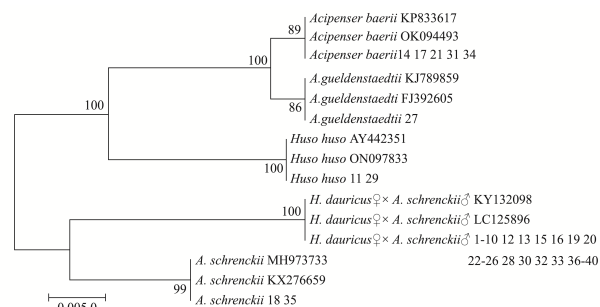 89
Acipenser baerii KP833617
Acipenser baerii OK094493
Acipenser baerii14 17 21 31 34
100
A.gueldenstaedtii KJ789859
A.gueldenstaedti FJ392605
A.gueldenstaedtii 27
86
100
Huso huso AY442351
Huso huso ON097833
Huso huso 11 29
100
H. dauricus♀× A. schrenckii♂ KY132098
100
H. dauricus♀× A. schrenckii♂ LC125896
H. dauricus♀× A. schrenckii♂ 1-10 12 13 15 16 19 20
22-26 28 30 32 33 36-40
A. schrenckii MH973733
A. schrenckii KX276659
99
A. schrenckii 18 35
0.005 0